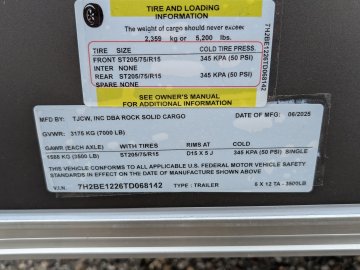 TIRE AND LOADING
INFORMATION
The weight of cargo should never exceed
2,359 kg or 5,200 lbs.
TIRE SIZE COLD TIRE PRESS.
FRONT ST205/75/R15 345 KPA (50 PSI)
INTER NONE
REAR ST205/75/R15 345 KPA (50 PSI)
SPARE NONE
SEE OWNER'S MANUAL
FOR ADDITIONAL INFORMATION
7H2BE1226TD068142
MFD BY: TJCW, INC DBA ROCK SOLID CARGO DATE OF MFG: 06/2025
GVWR: 3175 KG (7000 LB)
GAWR (EACH AXLE) WITH TIRES RIMS COLD
1588 KG (3500 LB) ST205/75/R15 D15 X 5 J 345 KPA (50 PSI) SINGLE
THIS VEHICLE CONFORMS TO ALL APPLICABLE U.S. FEDERAL MOTOR VEHICLE SAFETY
STANDARDS IN EFFECT ON THE DATE OF MANUFACTURE SHOWN ABOVE
V.I.N. 7H2BE1226TD068142 TYPE: TRAILER 6 X 12 TA - 3500LB